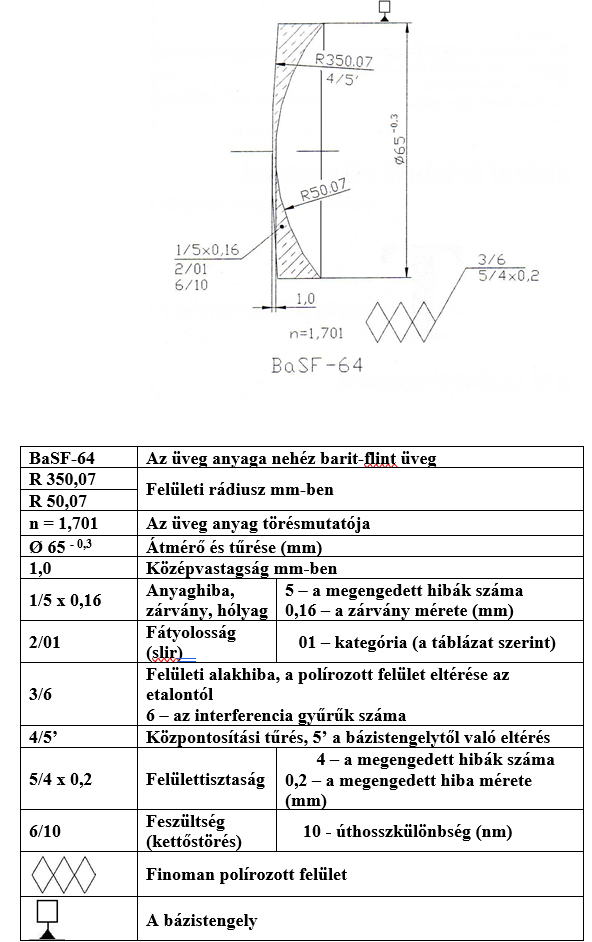 R350.07
4/5'
Ø65-0.3
R50.07
1/5x0,16
2/01
6/10
1,0
3/6
5/4x0,2
n=1,701
BaSF-64
BaSF-64 Az üveg anyaga nehéz barit-flint üveg
R 350,07
R 50,07
Felületi rádiusz mm-ben
n = 1,701 Az üveg anyag törésmutatója
Ø 65 - 0,3 Átmérő és tűrése (mm)
1,0 Középvastagság mm-ben
1/5 x 0,16
Anyaghiba,
zárvány, hólyag
5 – a megengedett hibák száma
0,16 – a zárvány mérete (mm)
2/01
Fátyolosság
(slir)
01 – kategória (a táblázat szerint)
3/6
Felületi alakhiba, a polírozott felület eltérése az
etalontól
6 – az interferencia gyűrűk száma
4/5’ Központosítási tűrés, 5’ a bázistengelytől való eltérés
5/4 x 0,2
Felülettisztaság
4 – a megengedett hibák száma
0,2 – a megengedett hiba mérete
(mm)
6/10
Feszültség
(kettőstörés)
10 - úthosszkülönbség (nm)
Finoman polírozott felület
A bázistengely